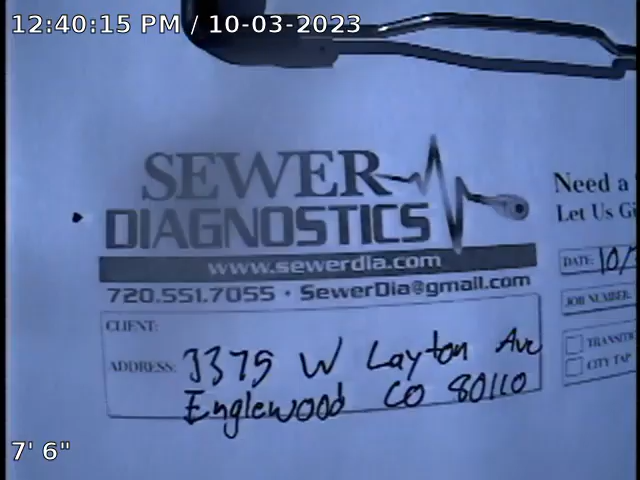 12:40:15 PM / 10-03-2023
SEWER
DIAGNOSTICS
www.sewerdia.com
720.551.7055 • SewerDia@gmail.com
CLIENT:
ADDRESS: 3375 W Layton Ave
Englewood CO 80110
Need a
Let Us
DATE: 10/
JOB NUMBER:
CITY TAP
7' 6"